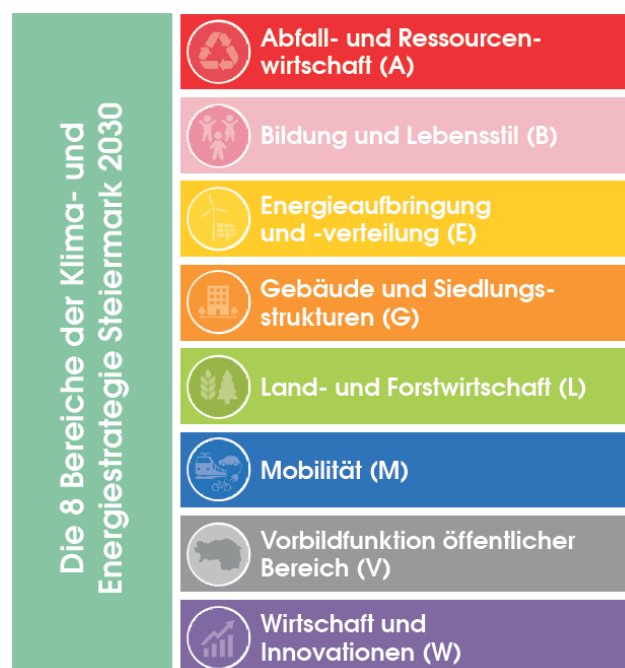 Die 8 Bereiche der Klima- und
Energiestrategie Steiermark 2030
Abfall- und Ressourcen-
wirtschaft (A)
Bildung und Lebensstil (B)
Energieaufbringung
und -verteilung (E)
Gebäude und Siedlungs-
strukturen (G)
Land- und Forstwirtschaft (L)
Mobilität (M)
Vorbildfunktion öffentlicher
Bereich (V)
Wirtschaft und
Innovationen (W)